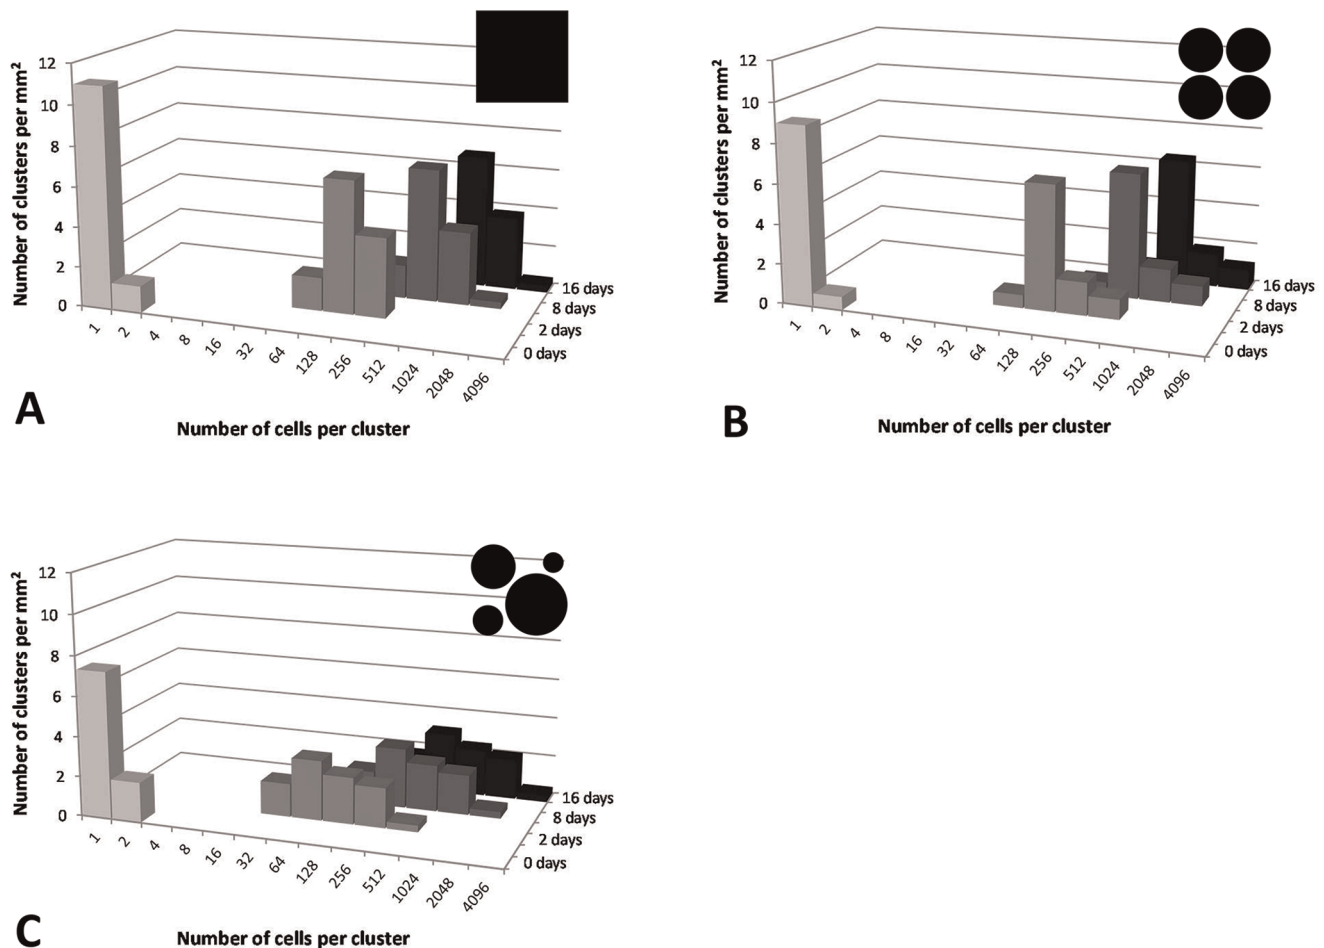 Number of clusters per mm²
12
10
8
6
4
2
0
1
2
4
8
16
32
64
128
256
512
1024
2048
4096
16 days
8 days
2 days
0 days
Number of cells per cluster
A
Number of clusters per mm²
12
10
8
6
4
2
0
1
2
4
8
16
32
64
128
256
512
1024
2048
4096
16 days
8 days
2 days
0 days
Number of cells per cluster
B
Number of clusters per mm²
12
10
8
6
4
2
0
1
2
4
8
16
32
64
128
256
512
1024
2048
4096
16 days
8 days
2 days
0 days
Number of cells per cluster
C